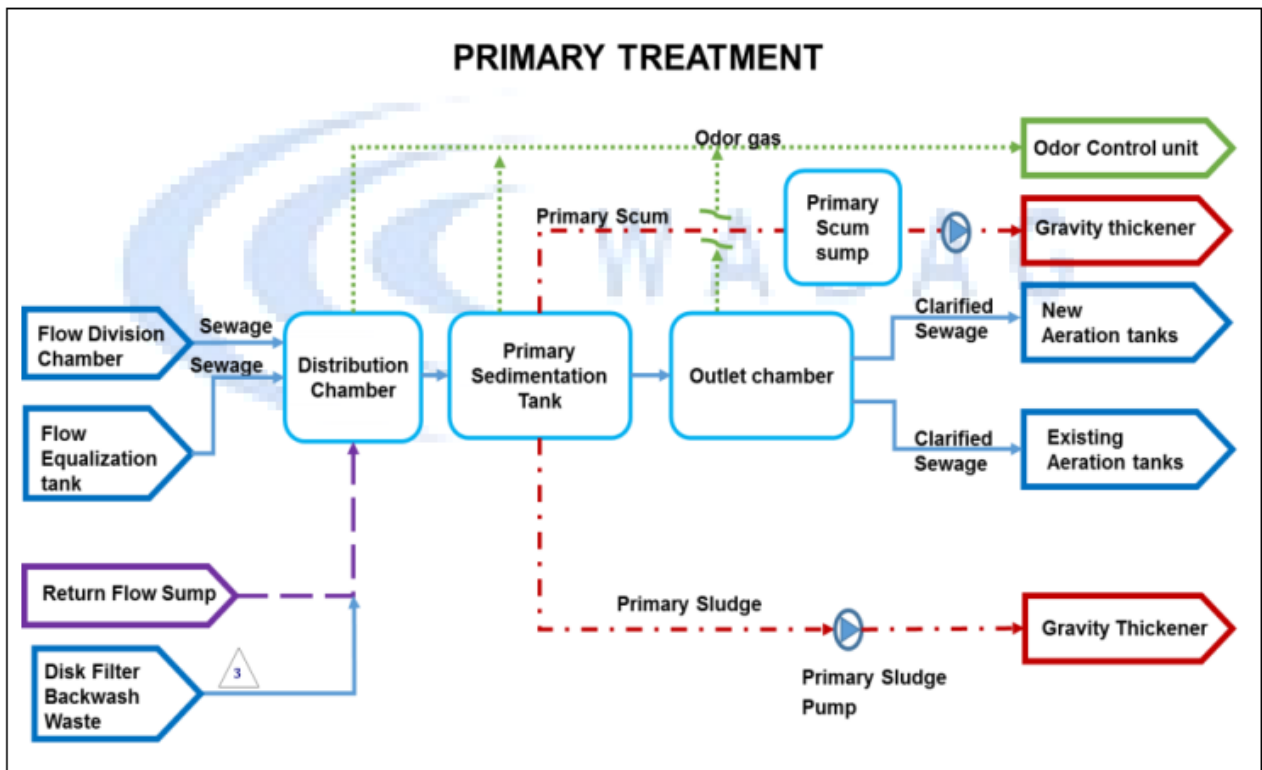 PRIMARY TREATMENT
Odor gas
Odor Control unit
Primary Scum
Primary
Scum
sump
Gravity thickener
WABAG
Flow Division
Chamber
Sewage
Sewage
Distribution
Chamber
Primary
Sedimentation
Tank
Outlet chamber
Clarified
Sewage
New
Aeration tanks
Flow
Equalization
tank
Clarified
Sewage
Existing
Aeration tanks
Return Flow Sump
Primary Sludge
Gravity Thickener
Disk Filter
Backwash
Waste
3
Primary Sludge
Pump